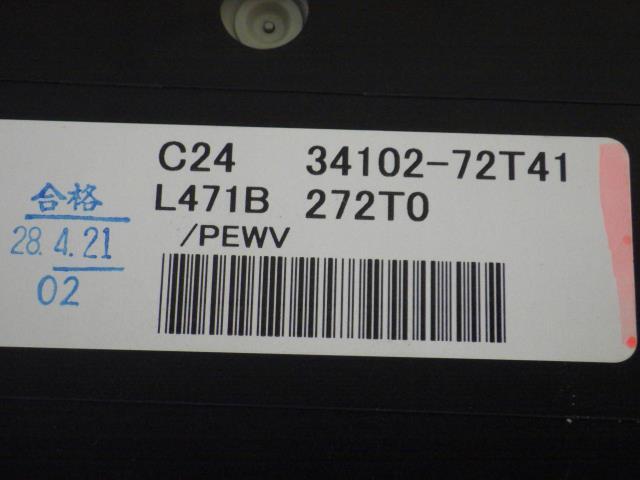 C24 34102-72T41
L471B 272T0
/PEWV
合格
28.4.21
02